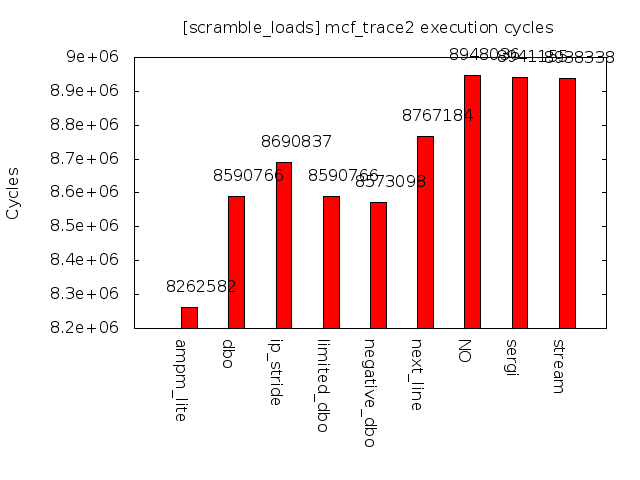 [scramble_loads] mcf_trace2 execution cycles
Cycles
9e+06
8.9e+06
8.8e+06
8.7e+06
8.6e+06
8.5e+06
8.4e+06
8.3e+06
8.2e+06
8262582
8590766
8690837
8590766
8573098
8767184
8948036
8941155
8938338
ampm_lite
dbo
ip_stride
limited_dbo
negative_dbo
next_line
NO
sergi
stream